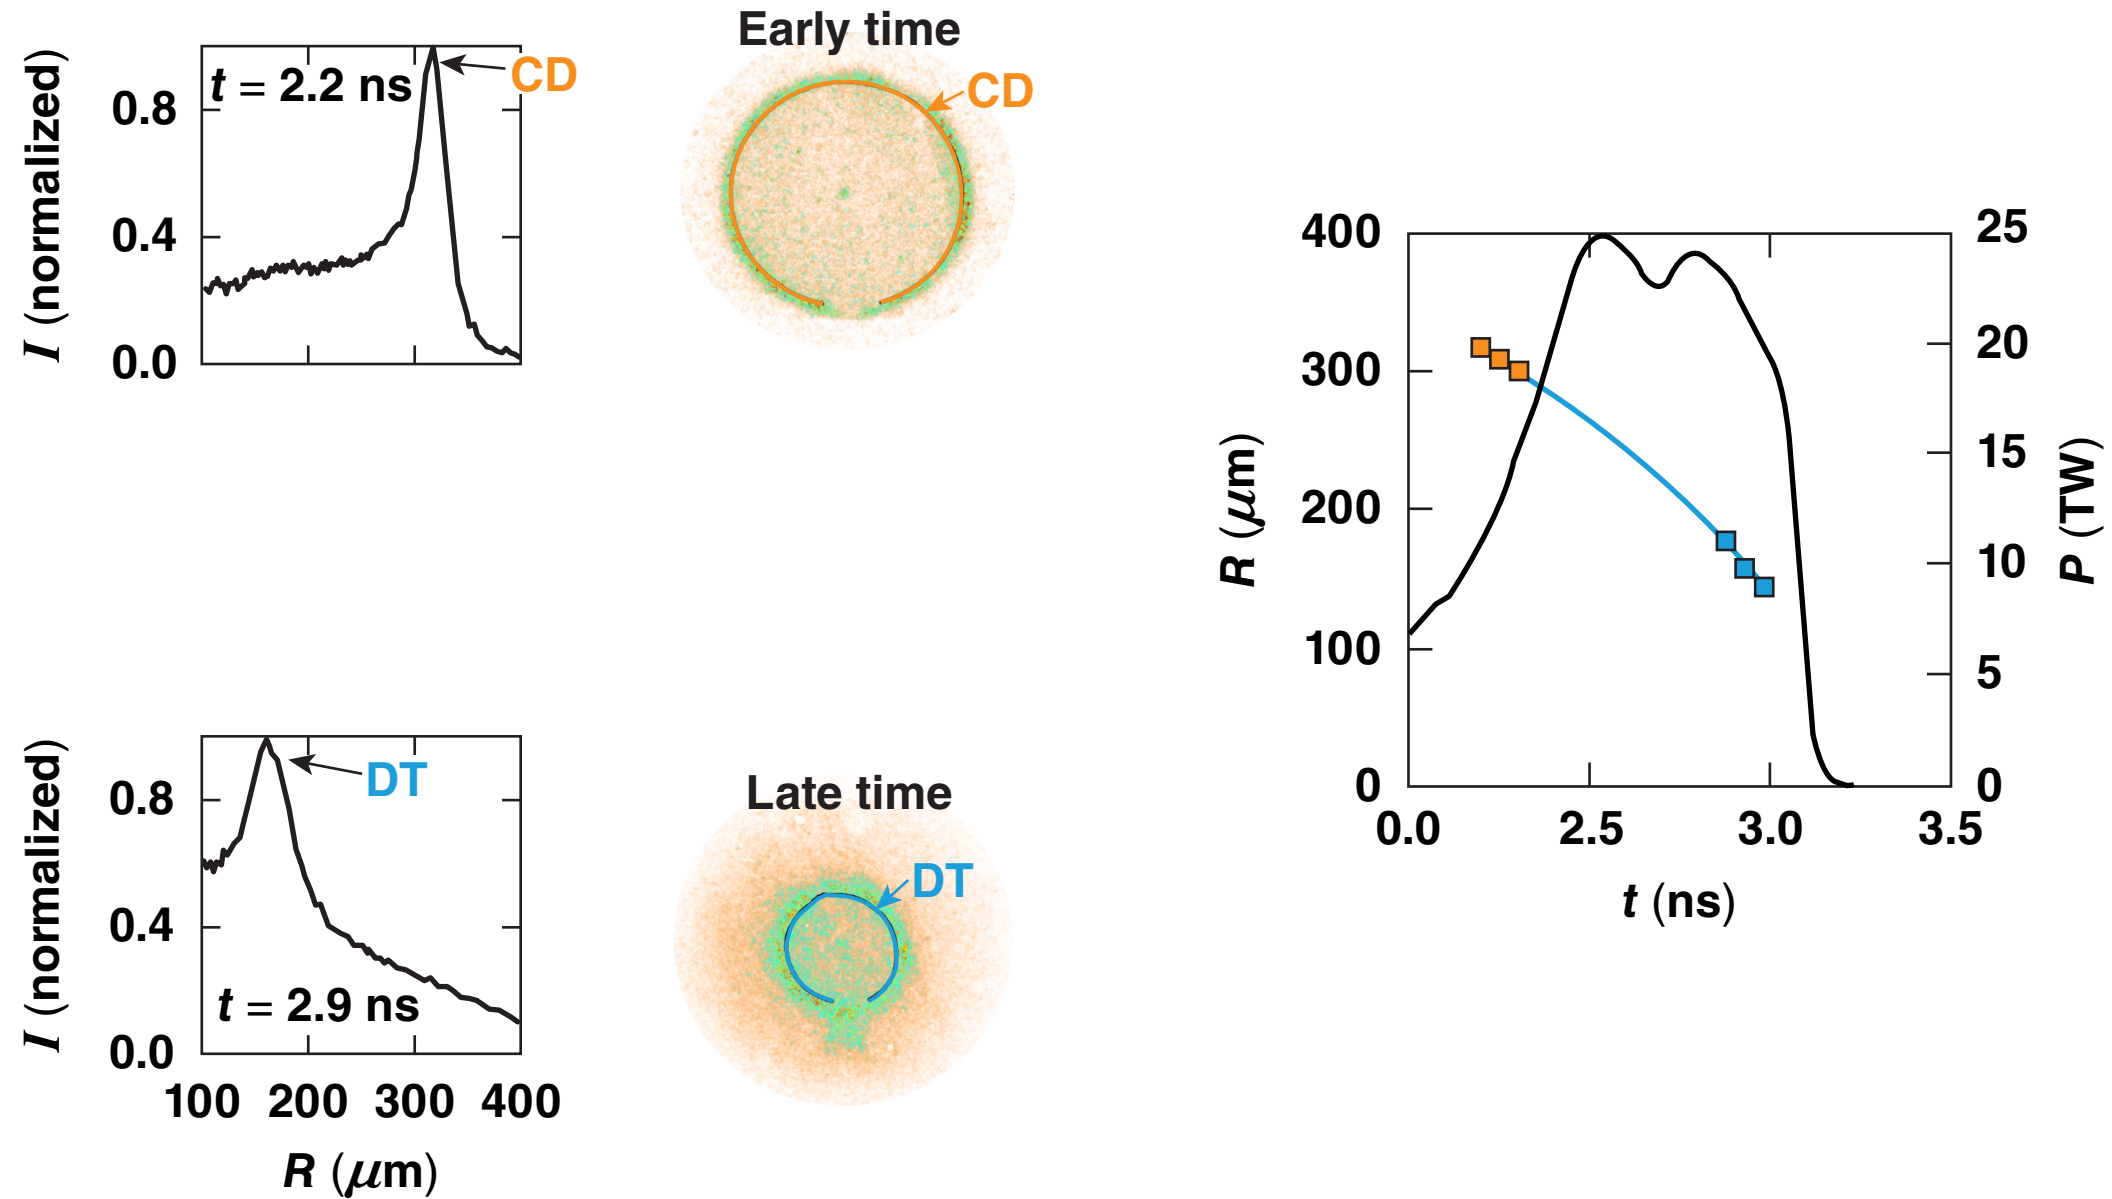 Early time
I (normalized)
t = 2.2 ns
CD
0.8
0.4
0.0
CD
Late time
I (normalized)
DT
t = 2.9 ns
0.8
0.4
0.0
100 200 300 400
R (μm)
DT
R (μm)
400
300
200
100
0
25
20
15
10
5
0
P (TW)
0.0 2.5 3.0 3.5
t (ns)